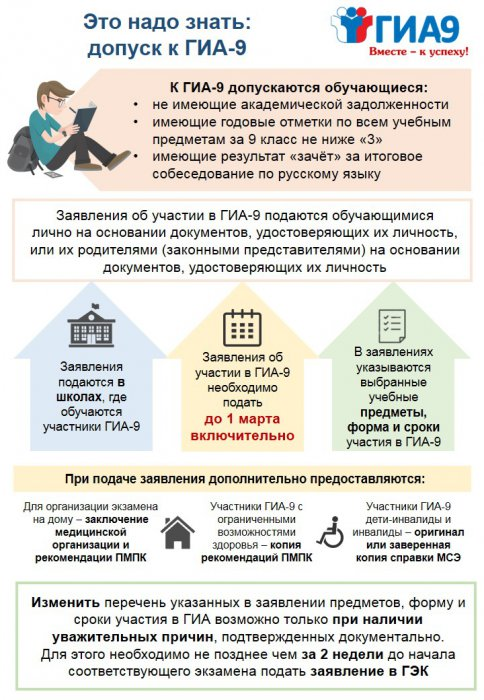 Это надо знать:
допуск к ГИА-9
ГИА9
Вместе – к успеху!
К ГИА-9 допускаются обучающиеся:
• не имеющие академической задолженности
• имеющие годовые отметки по всем учебным
предметам за 9 класс не ниже «3»
• имеющие результат «зачёт» за итоговое
собеседование по русскому языку
Заявления об участии в ГИА-9 подаются обучающимися
лично на основании документов, удостоверяющих их личность,
или их родителями (законными представителями) на основании
документов, удостоверяющих их личность
Заявления
подаются в
школах, где
обучаются
участники ГИА-9
Заявления об
участии в ГИА-9
необходимо
подать
до 1 марта
включительно
В заявлениях
указываются
выбранные
учебные
предметы,
форма и сроки
участия в ГИА-9
При подаче заявления дополнительно предоставляются:
Для организации экзамена
на дому – заключение
медицинской
организации и
рекомендации ПМПК
Участники ГИА-9 с
ограниченными
возможностями
здоровья – копия
рекомендаций ПМПК
Участники ГИА-9
дети-инвалиды и
инвалиды – оригинал
или заверенная
копия справки МСЭ
Изменить перечень указанных в заявлении предметов, форму и
сроки участия в ГИА возможно только при наличии
уважительных причин, подтвержденных документально.
Для этого необходимо не позднее чем за 2 недели до начала
соответствующего экзамена подать заявление в ГЭК